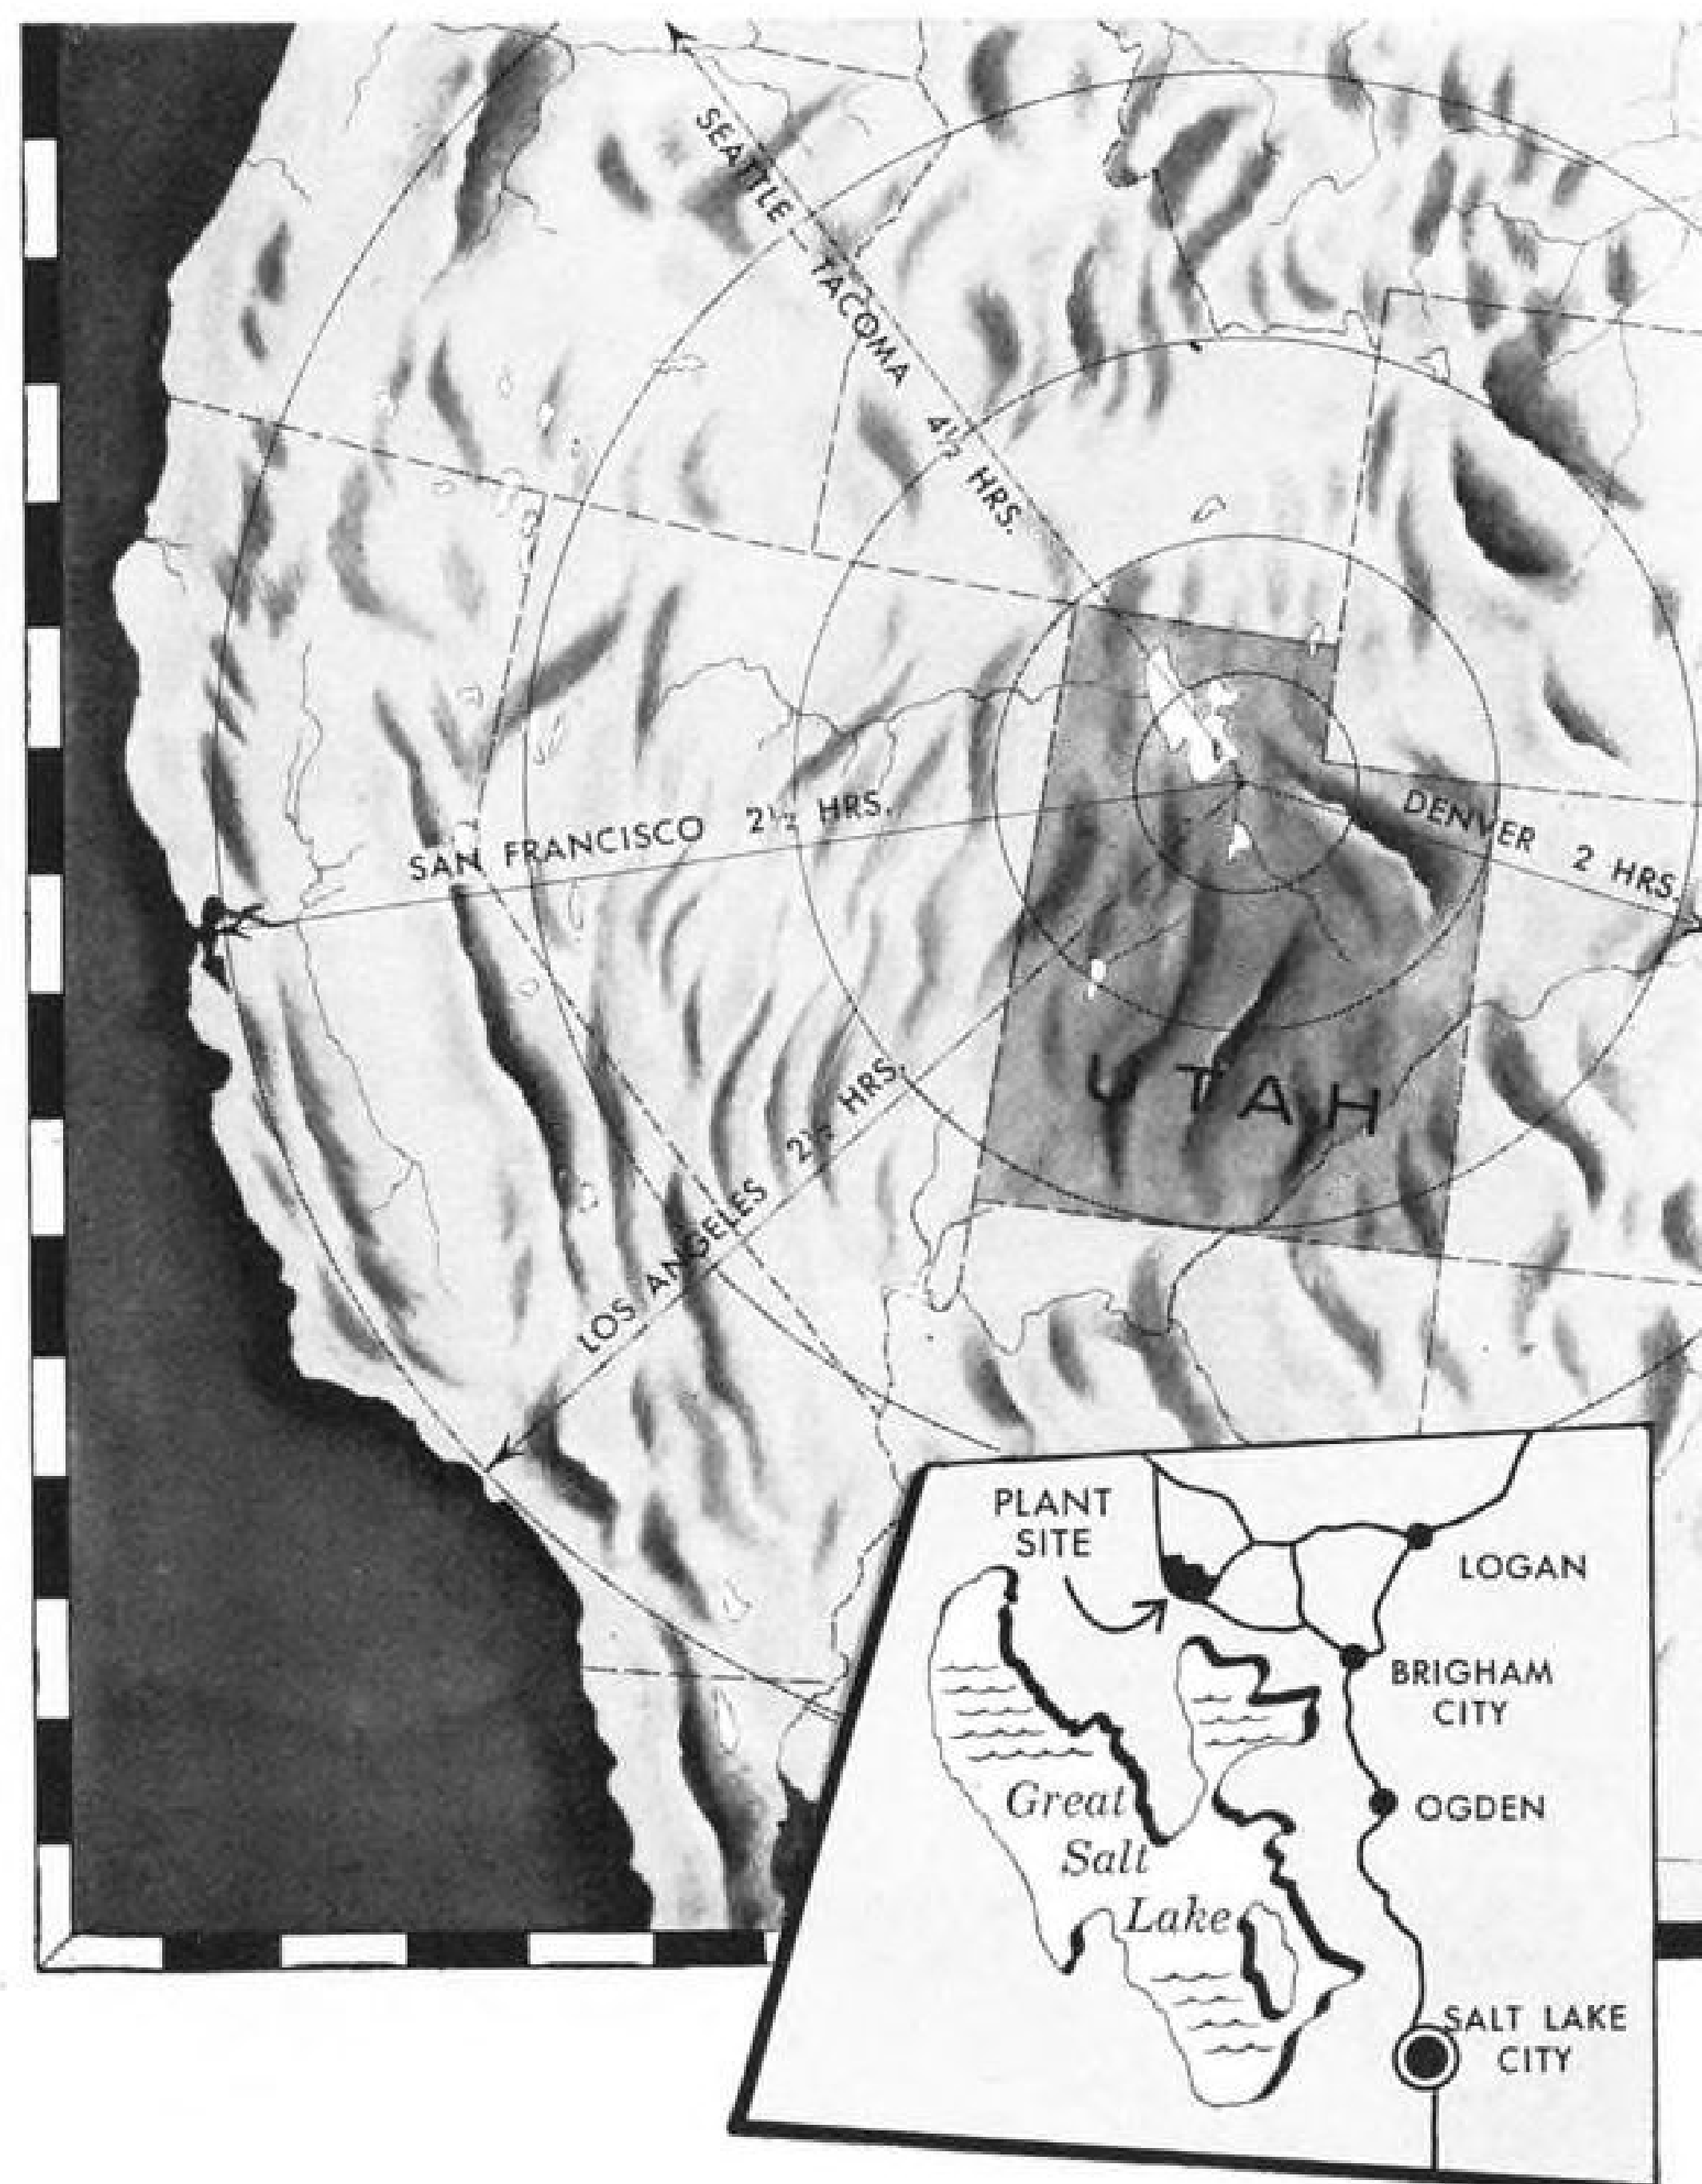 SEATTLE - TACOMA 4½ HRS.
SAN FRANCISCO 2½ HRS.
DENVER 2 HRS.
LOS ANGELES 2½ HRS.
UTAH
PLANT
SITE
LOGAN
BRIGHAM
CITY
OGDEN
Great
Salt
Lake
SALT LAKE
CITY